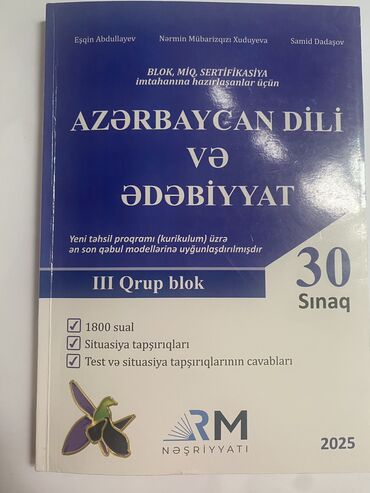 Eşqin Abdullayev Nərmin Mübarizqızı Xuduyeva Samid Dadaşov
BLOK, MİQ, SERTİFİKASİYA
imtahanına hazırlaşanlar üçün
AZƏRBAYCAN DİLİ
VƏ
ƏDƏBİYYAT
Yeni təhsil proqramı (kurikulum) üzrə
ən son qəbul modellərinə uyğunlaşdırılmışdır
III Qrup blok
30
Sınaq
1800 sual
Situasiya tapşırıqları
Test və situasiya tapşırıqlarının cavabları
RM
NƏŞRİYYATI
2025